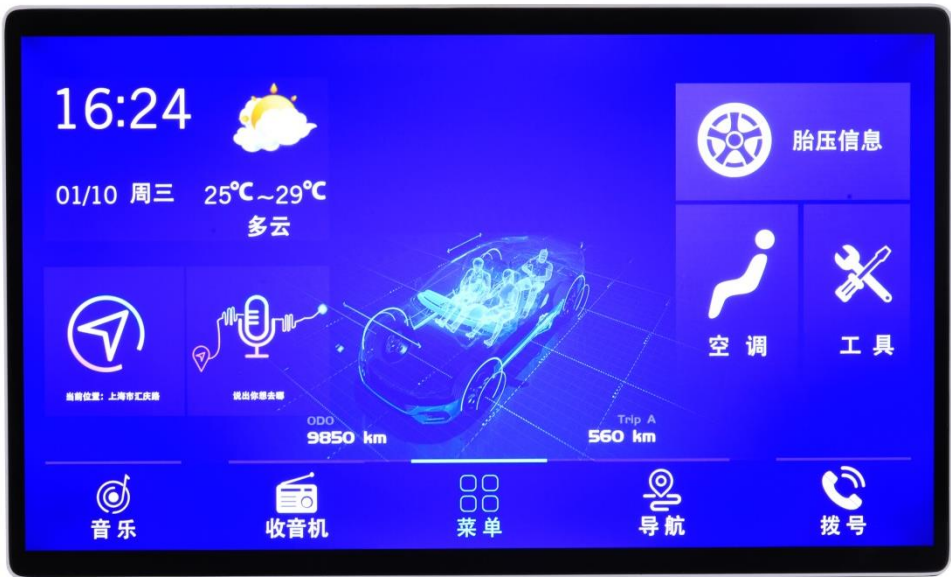 16:24
01/10 周三
25℃~29℃
多云
胎压信息
空 调
工 具
当前位置：上海市汇庆路
说出你想去哪
ODO
9850 km
Trip A
560 km
音 乐
收音机
菜 单
导 航
拨 号